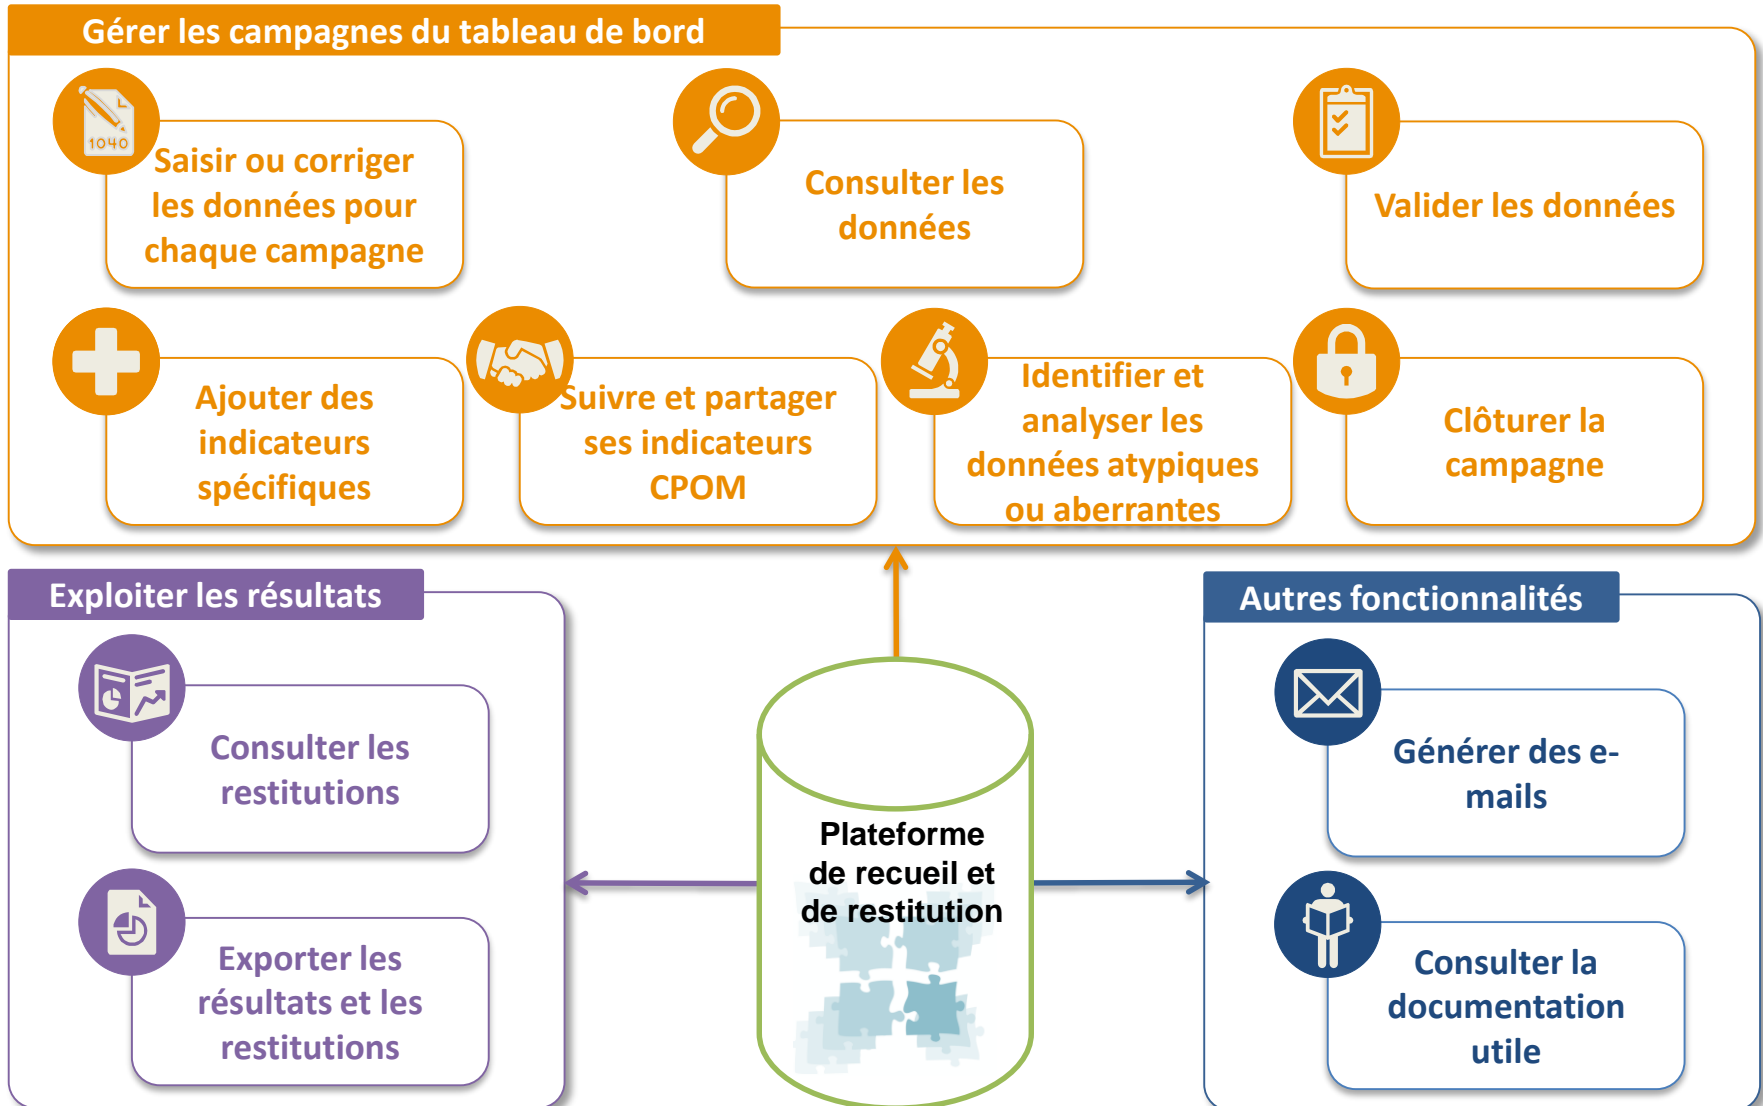 Gérer les campagnes du tableau de bord
1040
Saisir ou corriger
les données pour
chaque campagne
Consulter les
données
Valider les données
Ajouter des
indicateurs
spécifiques
Suivre et partager
ses indicateurs
CPOM
Identifier et
analyser les
données atypiques
ou aberrantes
Clôturer la
campagne
Exploiter les résultats
Consulter les
restitutions
Exporter les
résultats et les
restitutions
Plateforme
de recueil et
de restitution
Autres fonctionnalités
Générer des e-
mails
Consulter la
documentation
utile